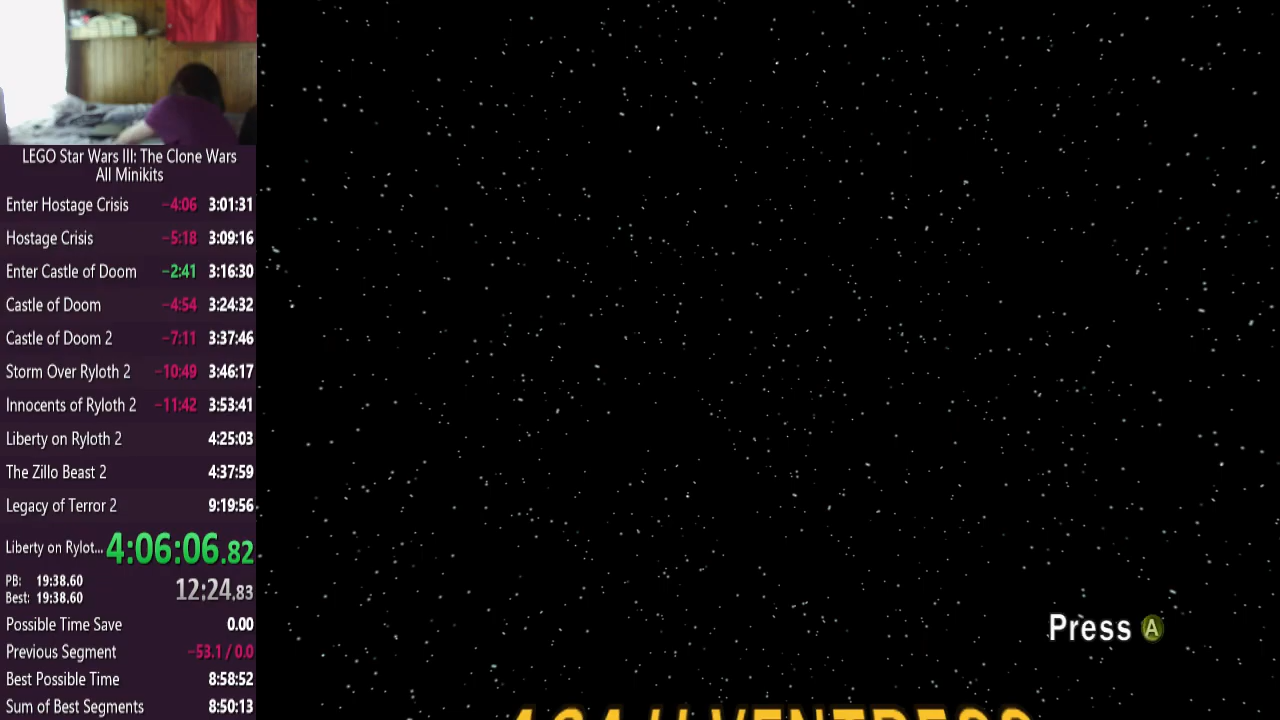 LEGO Star Wars III: The Clone Wars
All Minikits
Enter Hostage Crisis −4:06 3:01:31
Hostage Crisis −5:18 3:09:16
Enter Castle of Doom −2:41 3:16:30
Castle of Doom −4:54 3:24:32
Castle of Doom 2 −7:11 3:37:46
Storm Over Ryloth 2 −10:49 3:46:17
Innocents of Ryloth 2 −11:42 3:53:41
Liberty on Ryloth 2 4:25:03
The Zillo Beast 2 4:37:59
Legacy of Terror 2 9:19:56
Liberty on Rylot... 4:06:06.82
PB: 19:38.60
Best: 19:38.60
12:24.83
Possible Time Save 0.00
Previous Segment −53.1 / 0.0
Best Possible Time 8:58:52
Sum of Best Segments 8:50:13
Press A
VENTRESS